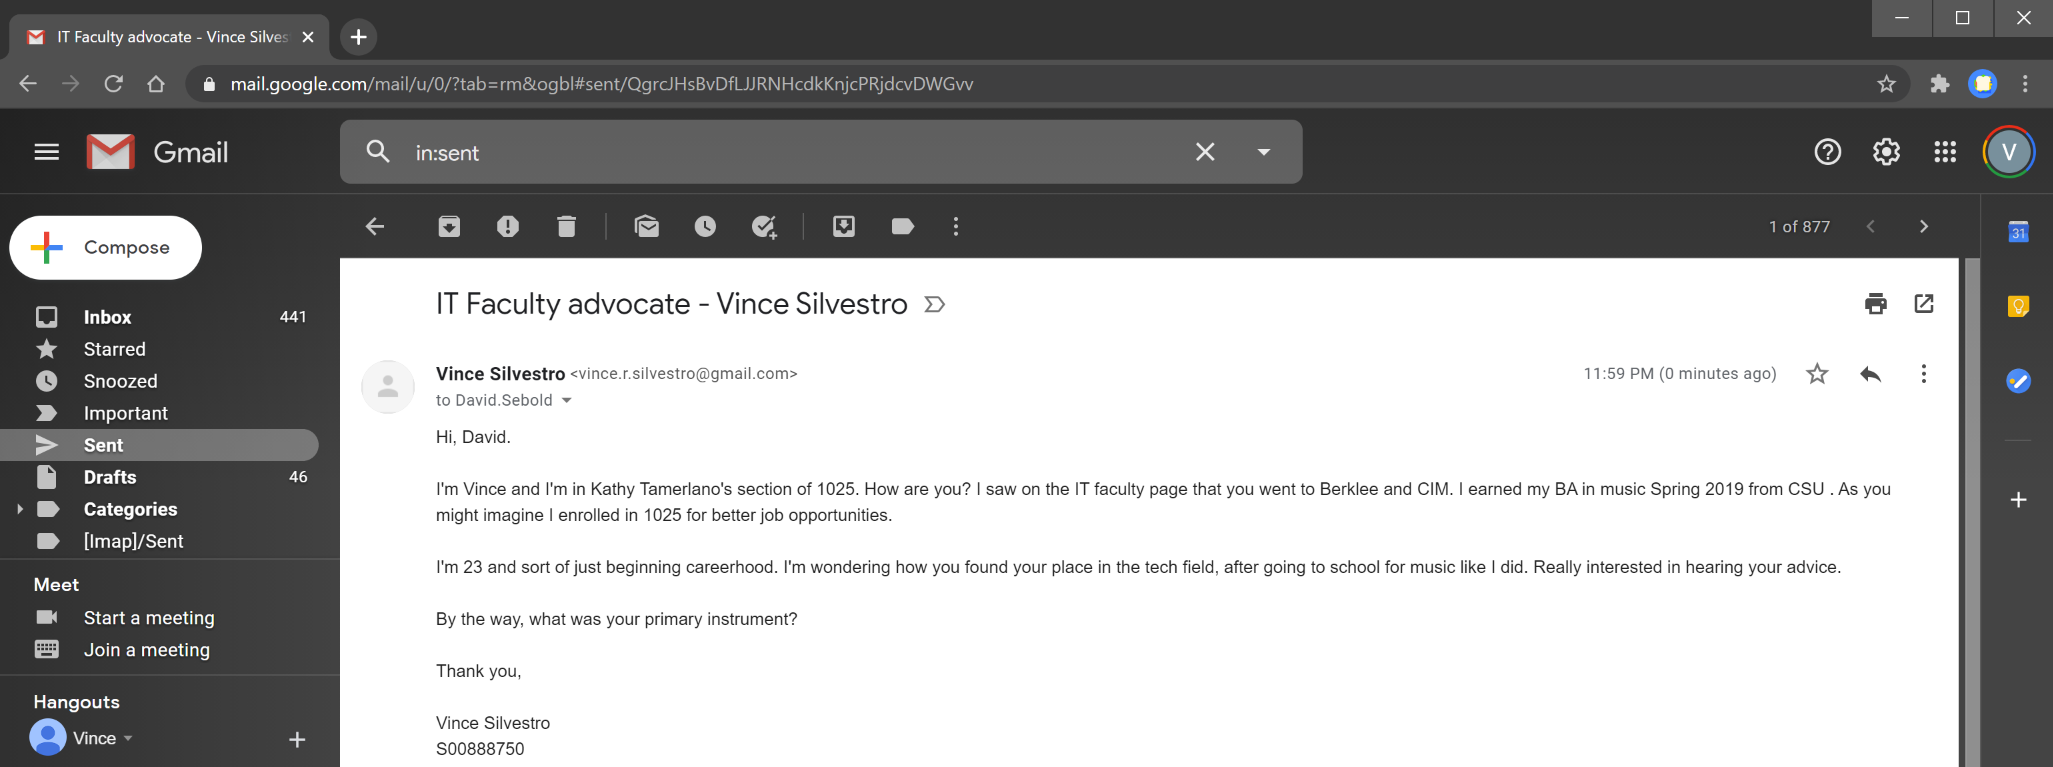 IT Faculty advocate - Vince Silves
mail.google.com/mail/u/0/?tab=rm&ogbl#sent/QgrcJHsBvDfLJJRNHcdkKnjcPRjdcvDWGvv
Gmail
in:sent
V
Compose
1 of 877
31
Inbox 441
Starred
Snoozed
Important
Sent
Drafts 46
Categories
[Imap]/Sent
Meet
Start a meeting
Join a meeting
Hangouts
Vince
IT Faculty advocate - Vince Silvestro
Vince Silvestro <vince.r.silvestro@gmail.com> 11:59 PM (0 minutes ago)
to David.Sebold
Hi, David.
I'm Vince and I'm in Kathy Tamerlano's section of 1025. How are you? I saw on the IT faculty page that you went to Berklee and CIM. I earned my BA in music Spring 2019 from CSU . As you
might imagine I enrolled in 1025 for better job opportunities.
I'm 23 and sort of just beginning careerhood. I'm wondering how you found your place in the tech field, after going to school for music like I did. Really interested in hearing your advice.
By the way, what was your primary instrument?
Thank you,
Vince Silvestro
S00888750